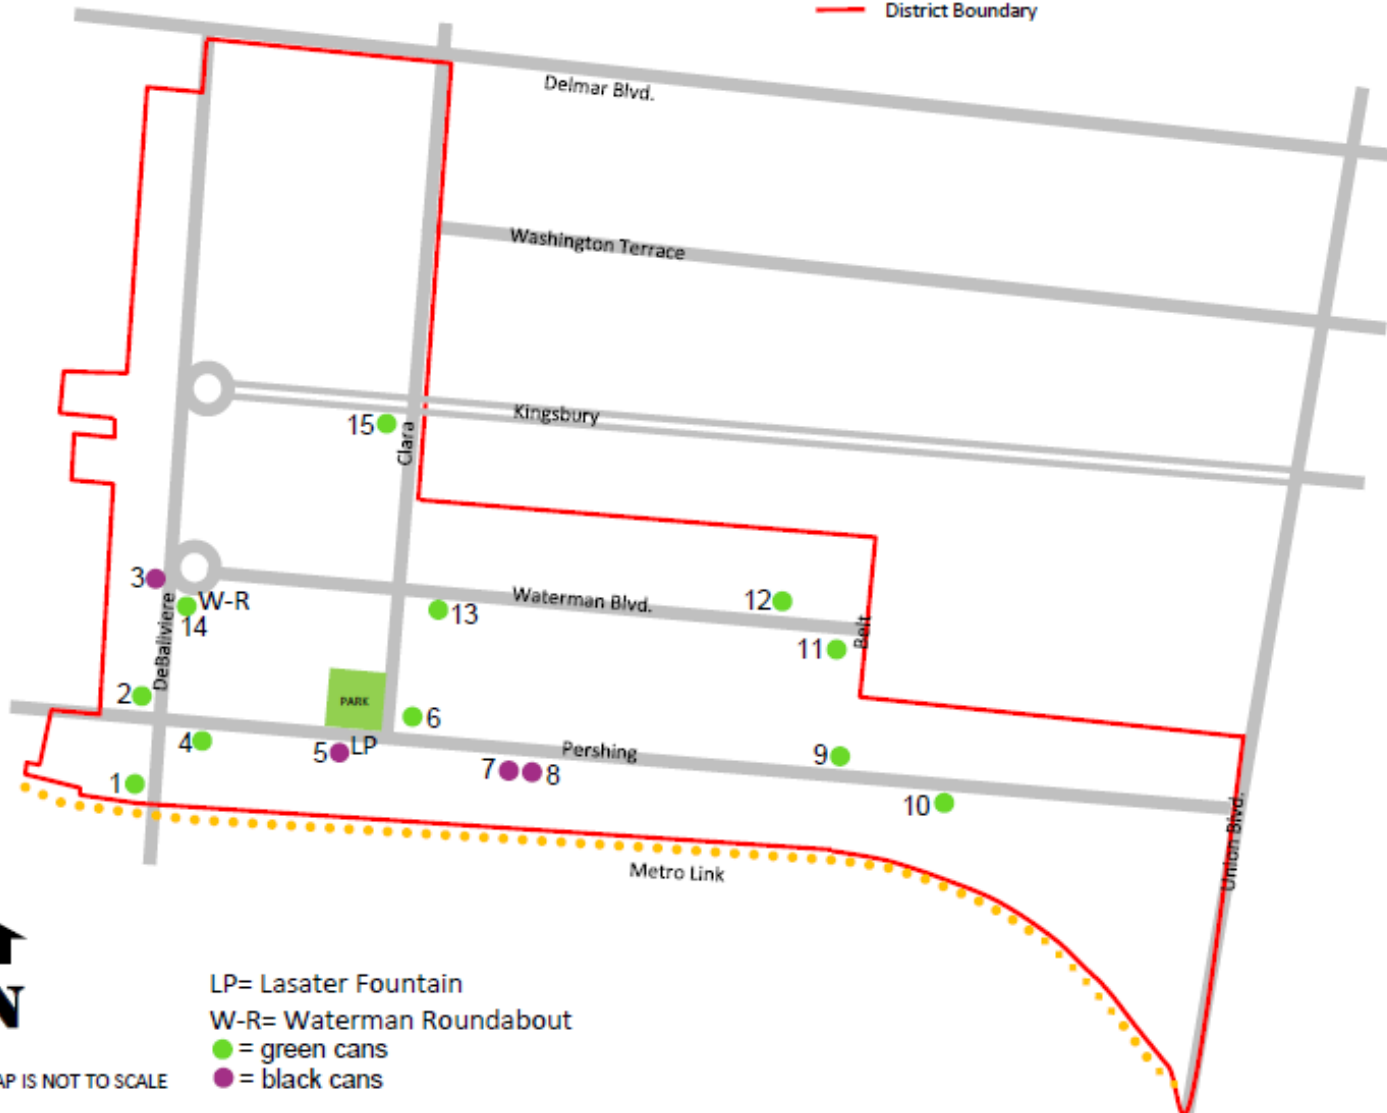 District Boundary
Delmar Blvd.
Washington Terrace
Kingsbury
15
Clara
3
W-R
14
DeBaliviere
Waterman Blvd.
12
13
11
Belt
2
PARK
6
4
5
LP
Pershing
7
8
9
1
10
Union Blvd.
Metro Link
N
LP= Lasater Fountain
W-R= Waterman Roundabout
= green cans
= black cans
AP IS NOT TO SCALE